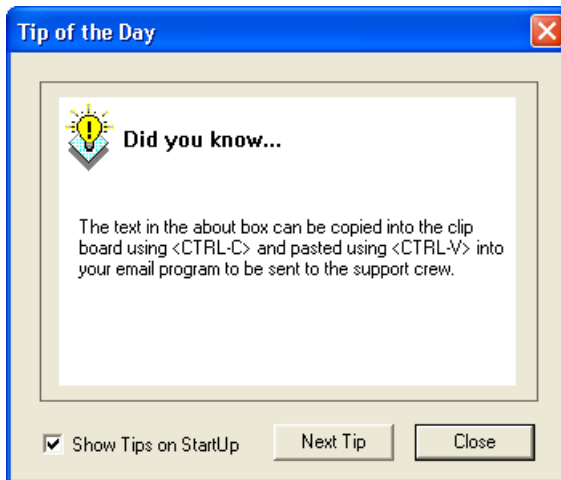 Tip of the Day
Did you know...
The text in the about box can be copied into the clip
board using <CTRL-C> and pasted using <CTRL-V> into
your email program to be sent to the support crew.
Show Tips on StartUp
Next Tip
Close